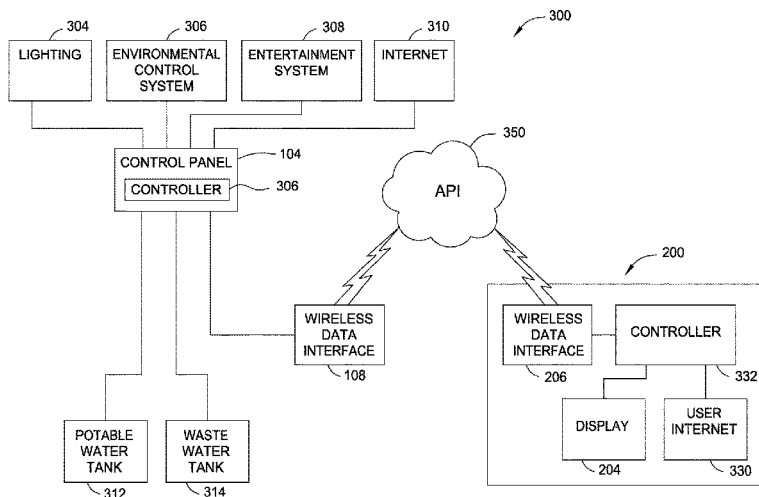 300
304
306
308
310
LIGHTING
ENVIRONMENTAL
CONTROL
SYSTEM
ENTERTAINMENT
SYSTEM
INTERNET
350
CONTROL PANEL
104
CONTROLLER
306
API
200
WIRELESS
DATA
INTERFACE
108
WIRELESS
DATA
INTERFACE
206
CONTROLLER
332
DISPLAY
204
USER
INTERNET
330
POTABLE
WATER
TANK
312
WASTE
WATER
TANK
314